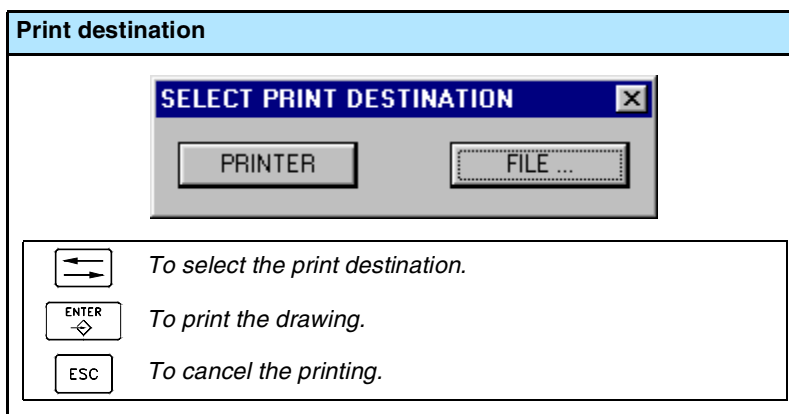 Print destination
SELECT PRINT DESTINATION
PRINTER
FILE ...
To select the print destination.
ENTER
To print the drawing.
ESC
To cancel the printing.